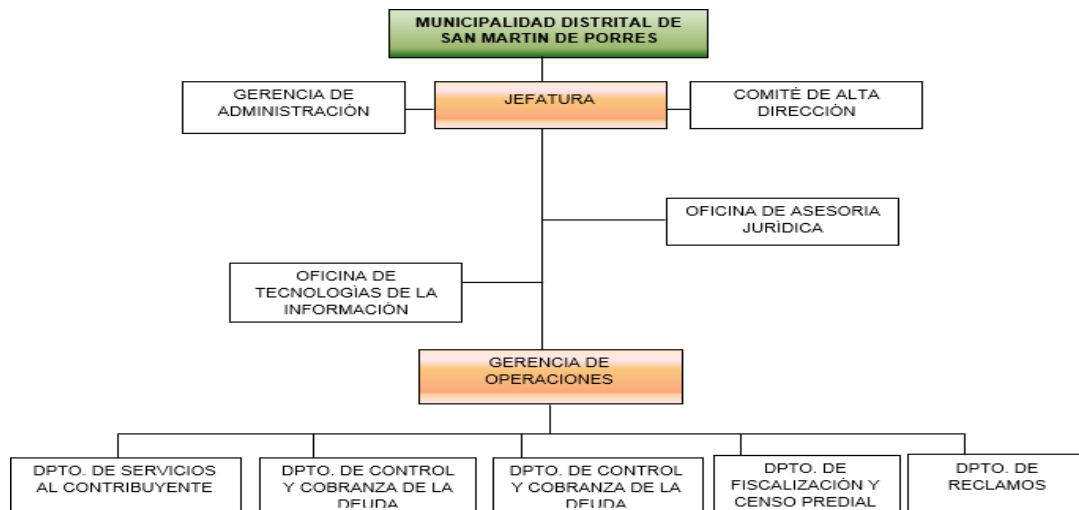 MUNICIPALIDAD DISTRITAL DE
SAN MARTIN DE PORRES
GERENCIA DE
ADMINISTRACIÓN
JEFATURA
COMITÉ DE ALTA
DIRECCIÓN
OFICINA DE ASESORIA
JURÍDICA
OFICINA DE
TECNOLOGÌAS DE LA
INFORMACIÓN
GERENCIA DE
OPERACIONES
DPTO. DE SERVICIOS
AL CONTRIBUYENTE
DPTO. DE CONTROL
Y COBRANZA DE LA
DEUDA
DPTO. DE CONTROL
Y COBRANZA DE LA
DEUDA
DPTO. DE
FISCALIZACIÓN Y
CENSO PREDIAL
DPTO. DE
RECLAMOS